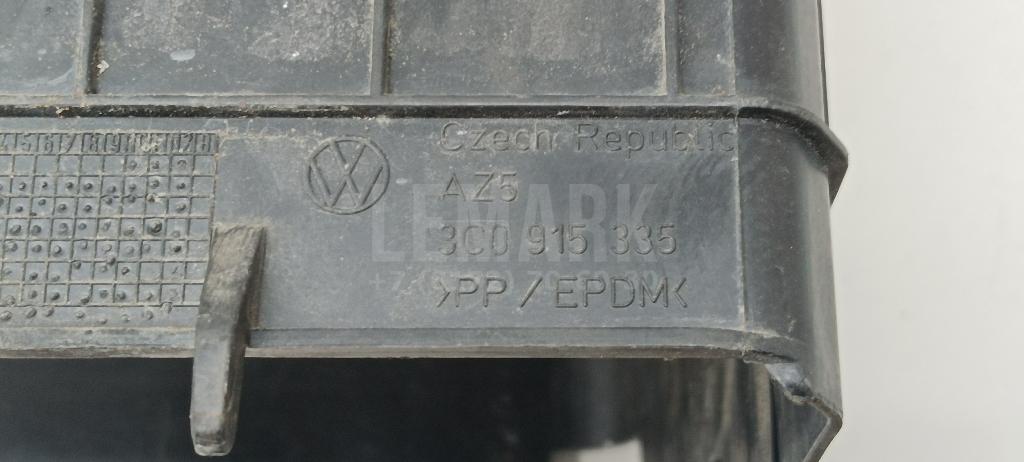 Czech Republic
AZ5
LEMARK
3C0 915 335
>PP/EPDM<